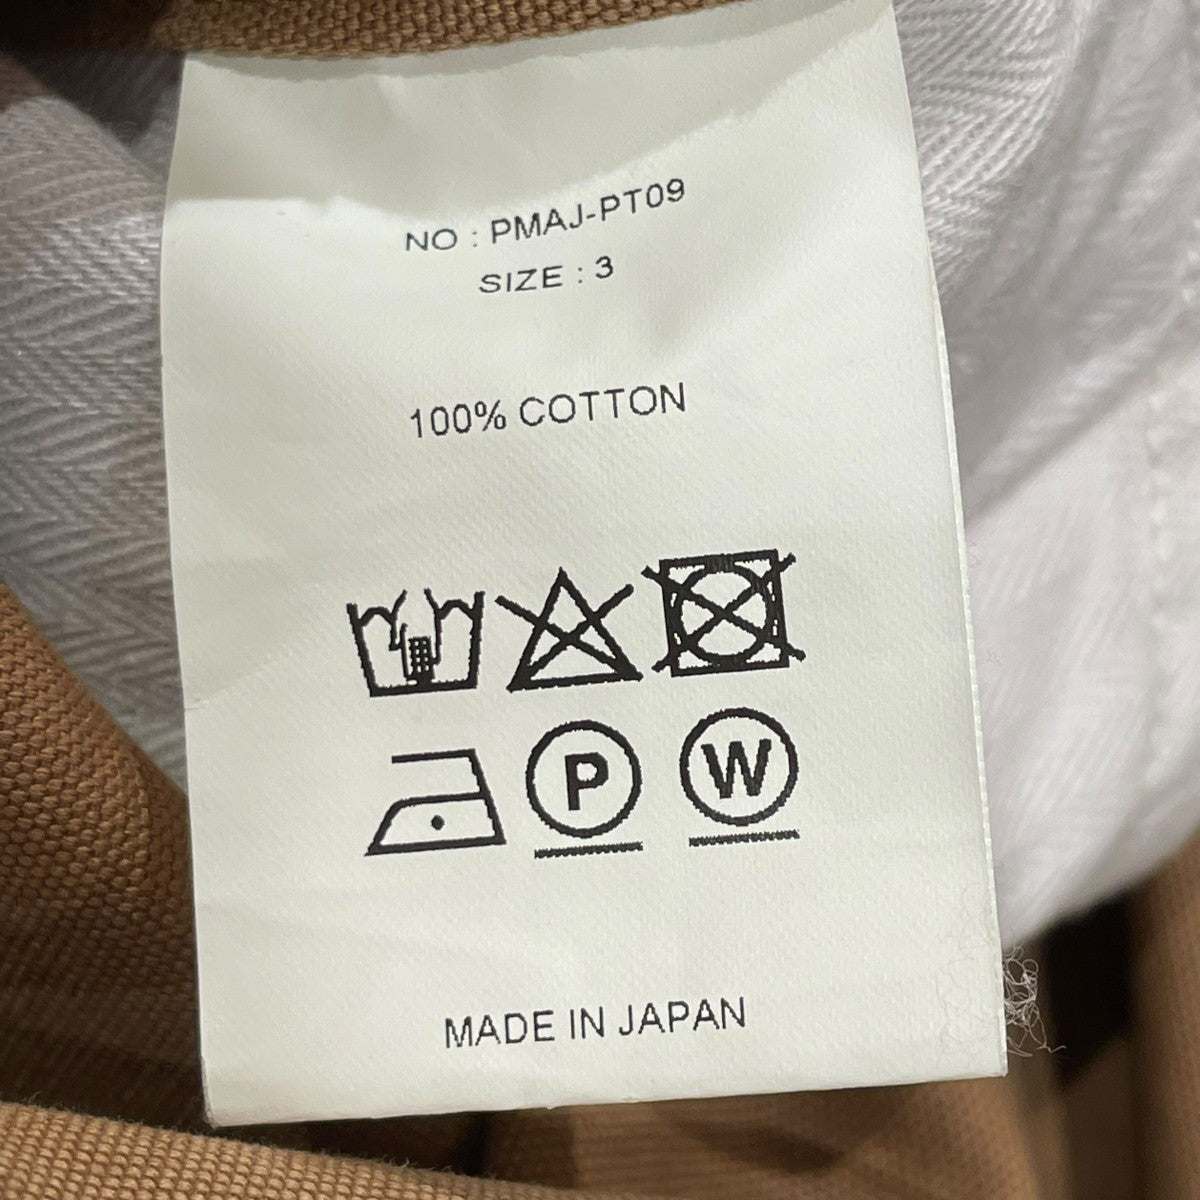 NO : PMAJ-PT09
SIZE : 3
100% COTTON
P W
MADE IN JAPAN